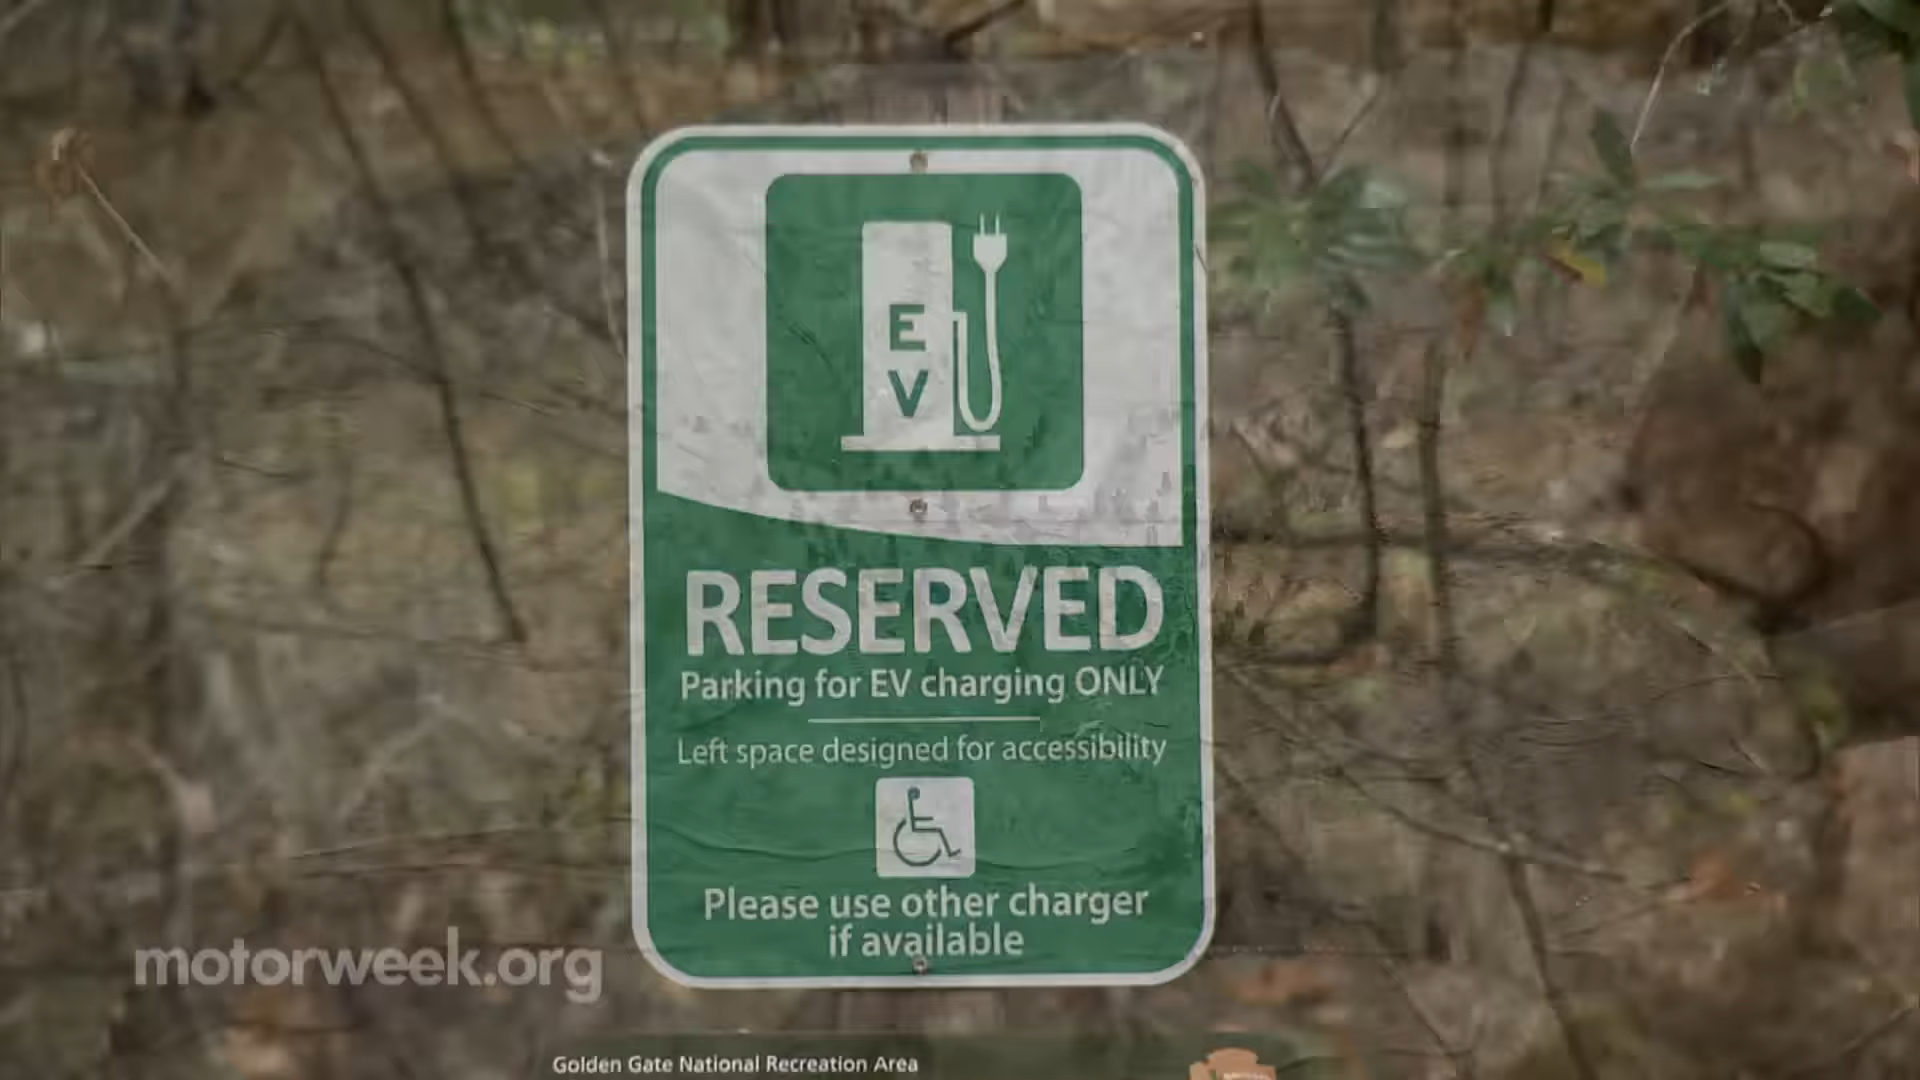 E
V
RESERVED
Parking for EV charging ONLY
Left space designed for accessibility
Please use other charger
if available
motorweek.org
Golden Gate National Recreation Area